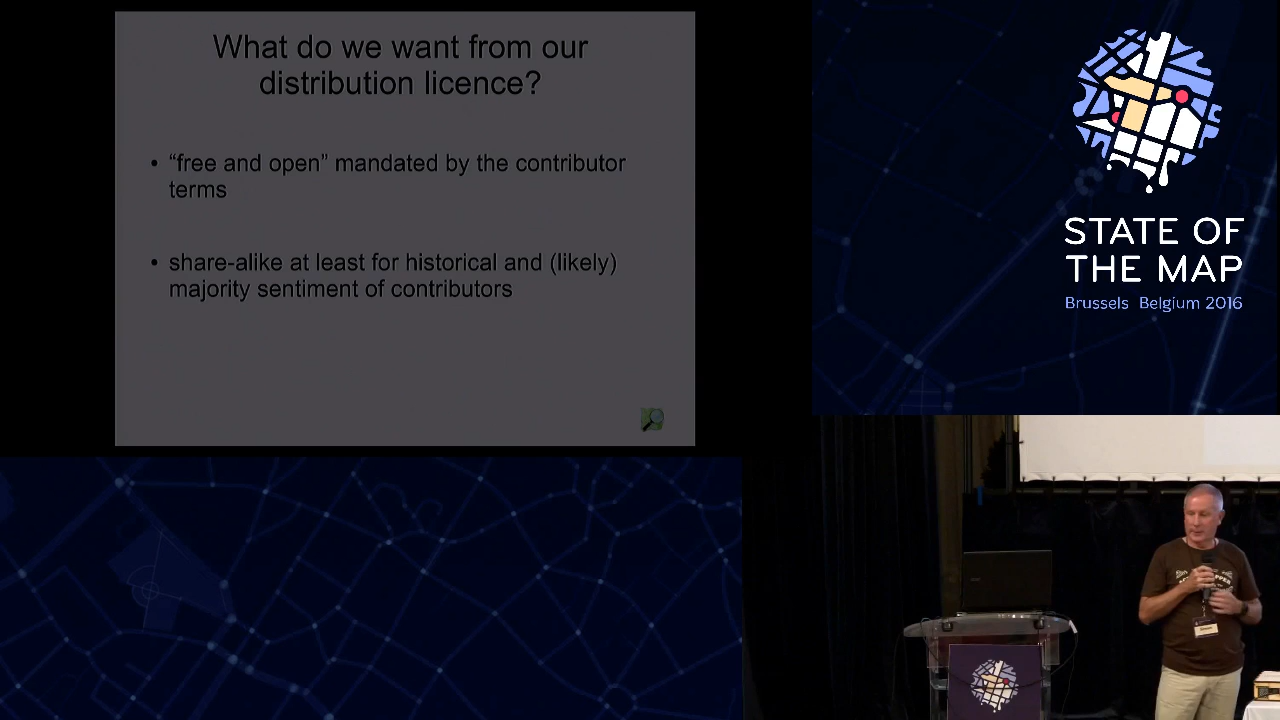 What do we want from our
distribution licence?
• “free and open” mandated by the contributor
terms
• share-alike at least for historical and (likely)
majority sentiment of contributors
STATE OF
THE MAP
Brussels Belgium 2016